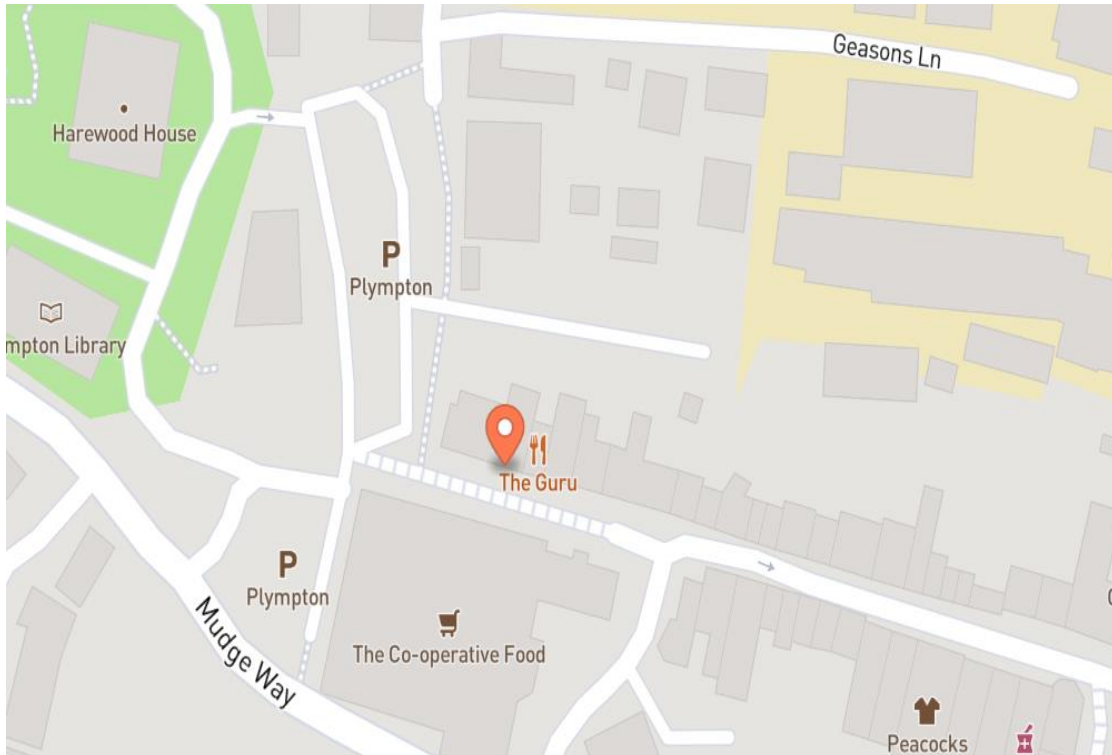 Geasons Ln
Harewood House
P
Plympton
mpton Library
The Guru
P
Plympton
Mudge Way
The Co-operative Food
Peacocks